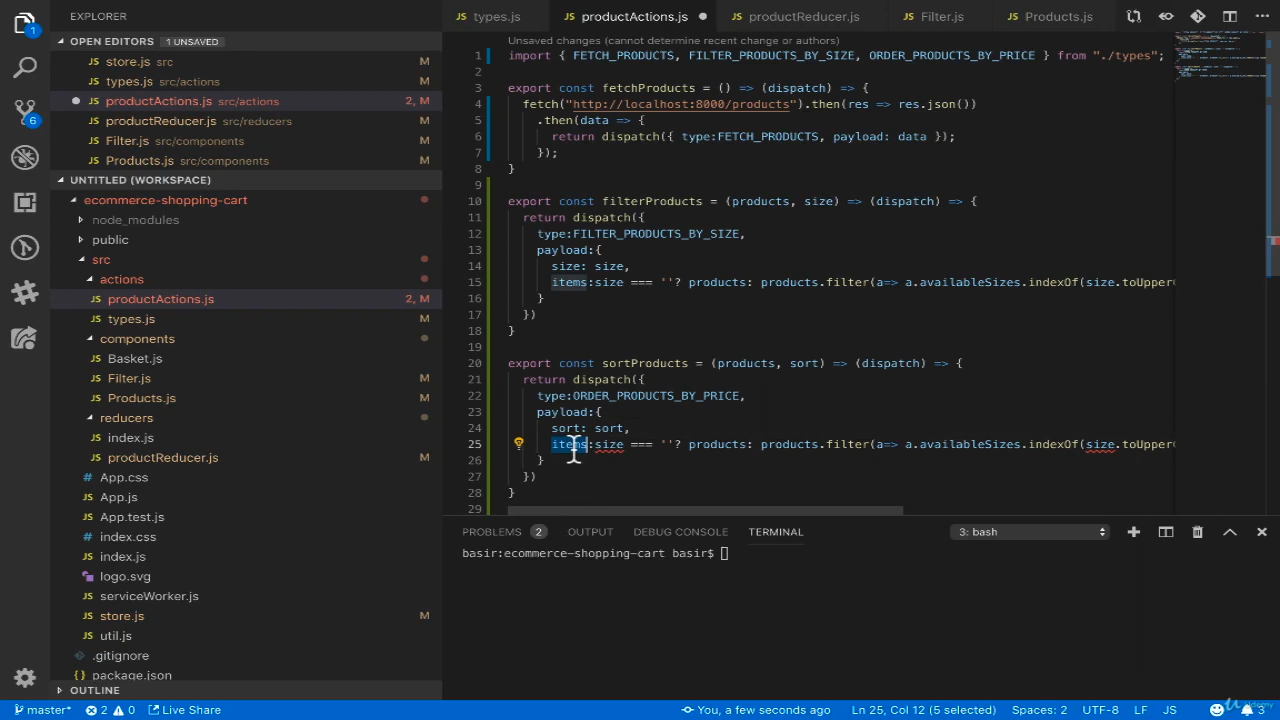 EXPLORER
OPEN EDITORS 1 UNSAVED
store.js src
types.js src/actions
productActions.js src/actions 2, M
productReducer.js src/reducers
Filter.js src/components
Products.js src/components
UNTITLED (WORKSPACE)
ecommerce-shopping-cart
node_modules
public
src
actions
productActions.js 2, M
types.js M
components
Basket.js
Filter.js M
Products.js M
reducers
index.js
productReducer.js M
App.css
App.js
App.test.js
index.css
index.js
logo.svg
serviceWorker.js
store.js M
util.js
.gitignore
package.json
OUTLINE
1
6
types.js productActions.js productReducer.js Filter.js Products.js
Unsaved changes (cannot determine recent change or authors)
1 import { FETCH_PRODUCTS, FILTER_PRODUCTS_BY_SIZE, ORDER_PRODUCTS_BY_PRICE } from "./types";
2
3 export const fetchProducts = () => (dispatch) => {
4 fetch("http://localhost:8000/products").then(res => res.json())
5 .then(data => {
6 return dispatch({ type:FETCH_PRODUCTS, payload: data });
7 });
8 }
9
10 export const filterProducts = (products, size) => (dispatch) => {
11 return dispatch({
12 type:FILTER_PRODUCTS_BY_SIZE,
13 payload:{
14 size: size,
15 items:size === ''? products: products.filter(a=> a.availableSizes.indexOf(size.toUpper
16 }
17 })
18 }
19
20 export const sortProducts = (products, sort) => (dispatch) => {
21 return dispatch({
22 type:ORDER_PRODUCTS_BY_PRICE,
23 payload:{
24 sort: sort,
25 items:size === ''? products: products.filter(a=> a.availableSizes.indexOf(size.toUpper
26 }
27 })
28 }
29
PROBLEMS 2 OUTPUT DEBUG CONSOLE TERMINAL 3: bash
basir:ecommerce-shopping-cart basir$
master* 2 0 Live Share You, a few seconds ago Ln 25, Col 12 (5 selected) Spaces: 2 UTF-8 LF JS 3
Udemy